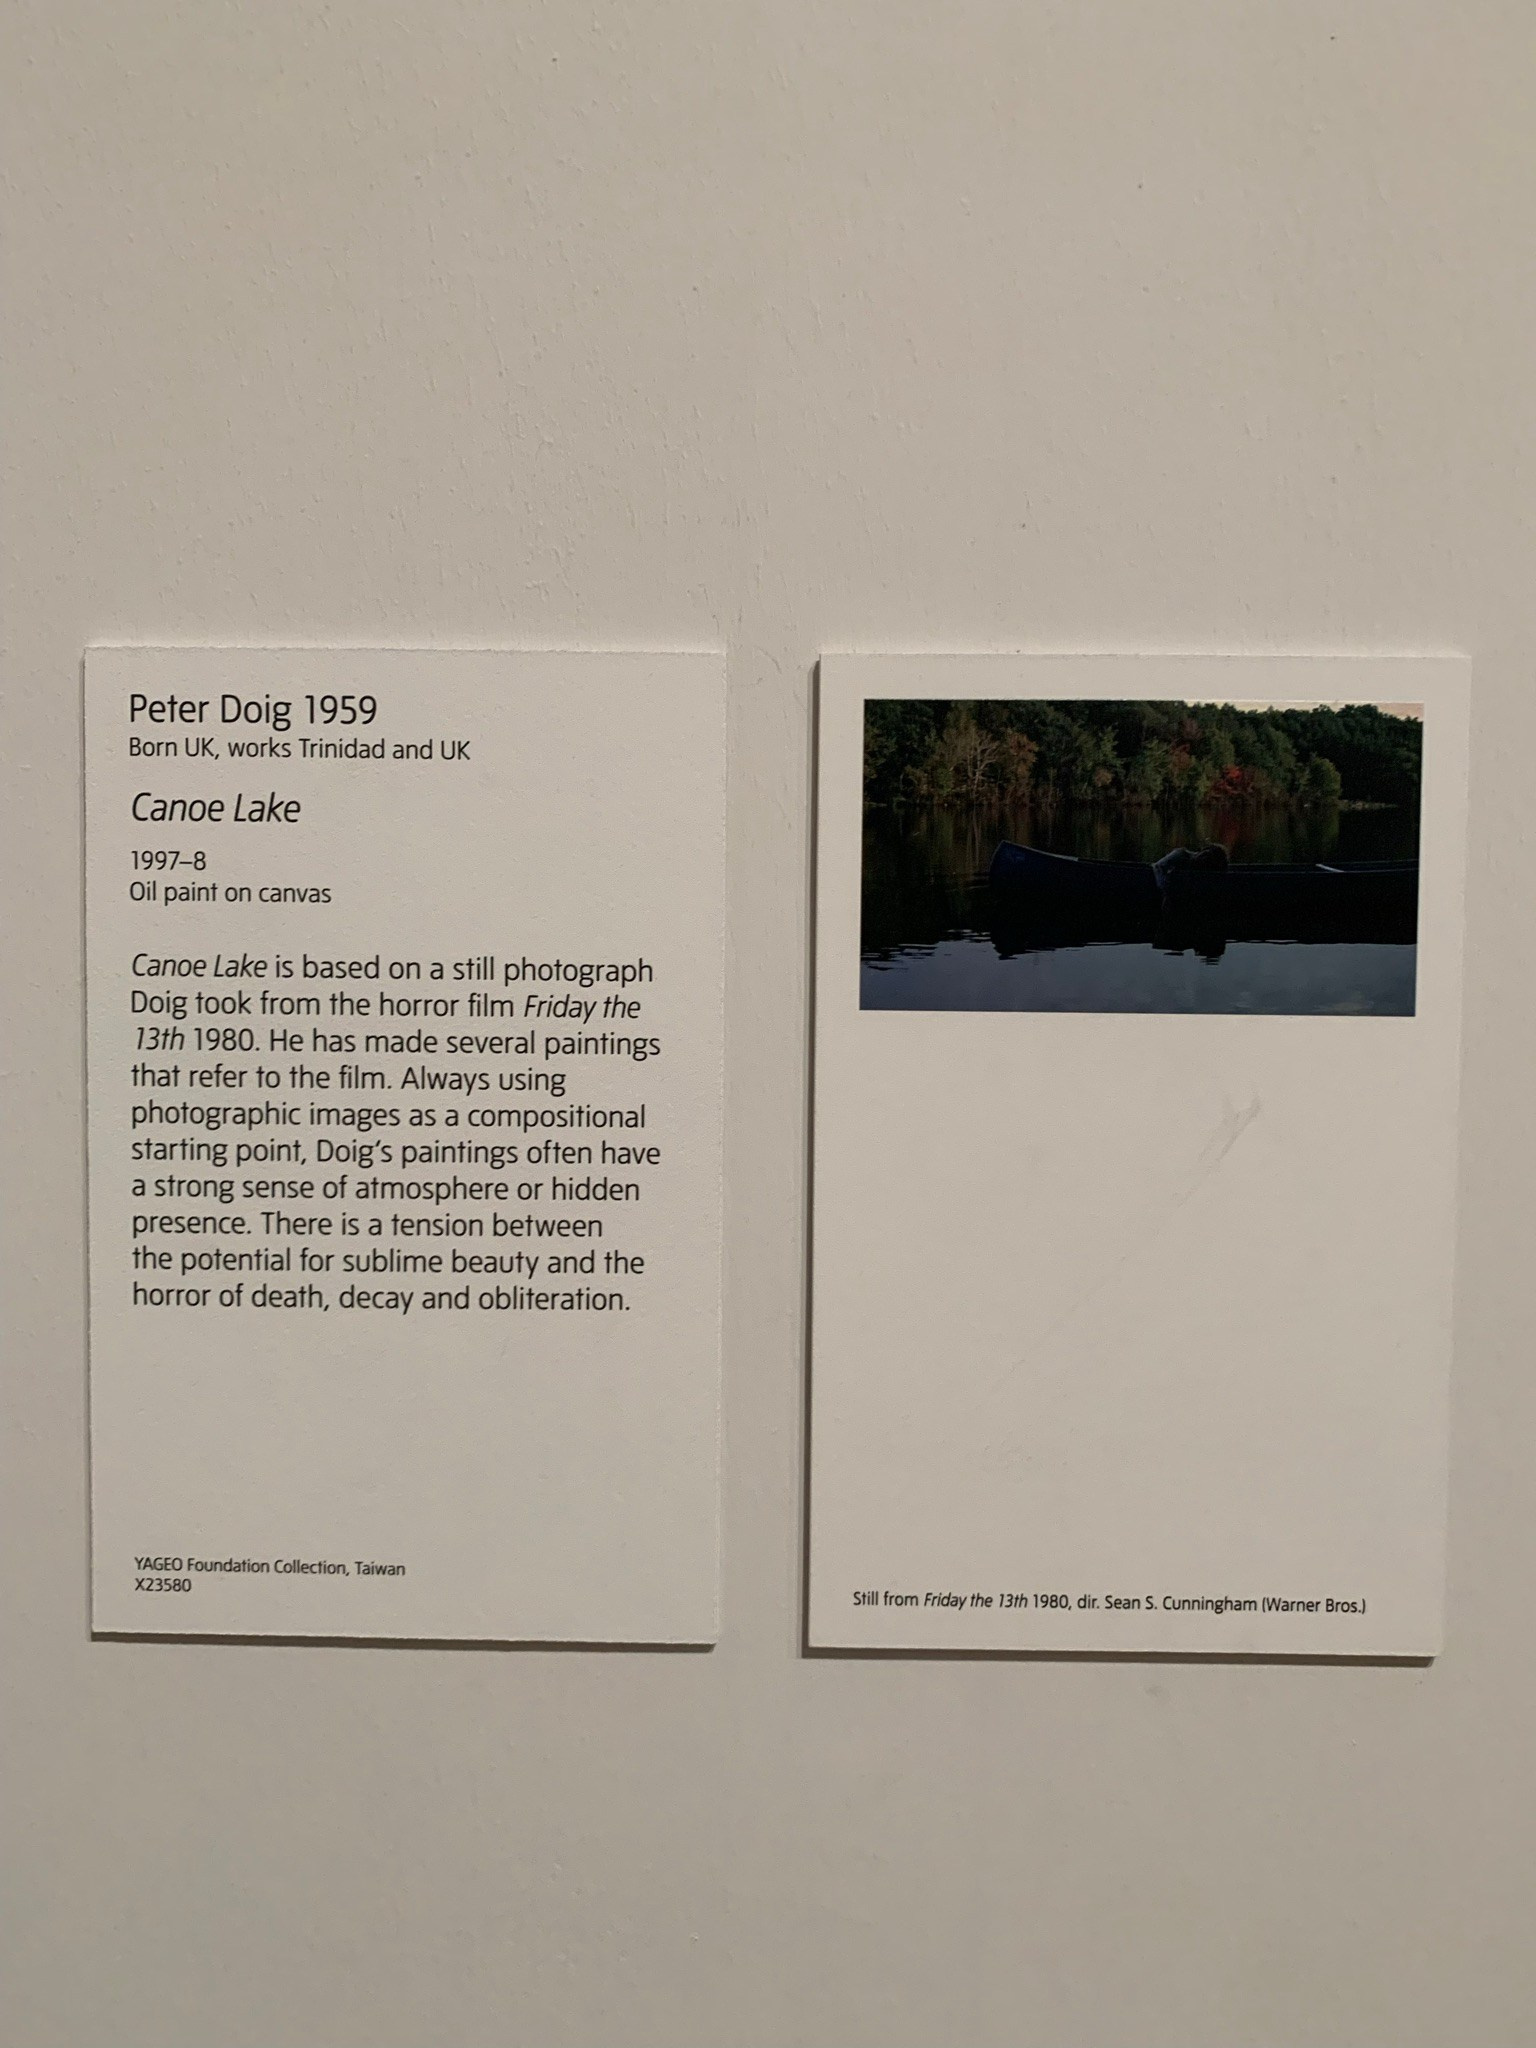 Peter Doig 1959
Born UK, works Trinidad and UK
Canoe Lake
1997–8
Oil paint on canvas
Canoe Lake is based on a still photograph
Doig took from the horror film Friday the
13th 1980. He has made several paintings
that refer to the film. Always using
photographic images as a compositional
starting point, Doig's paintings often have
a strong sense of atmosphere or hidden
presence. There is a tension between
the potential for sublime beauty and the
horror of death, decay and obliteration.
YAGEO Foundation Collection, Taiwan
X23580
Still from Friday the 13th 1980, dir. Sean S. Cunningham (Warner Bros.)